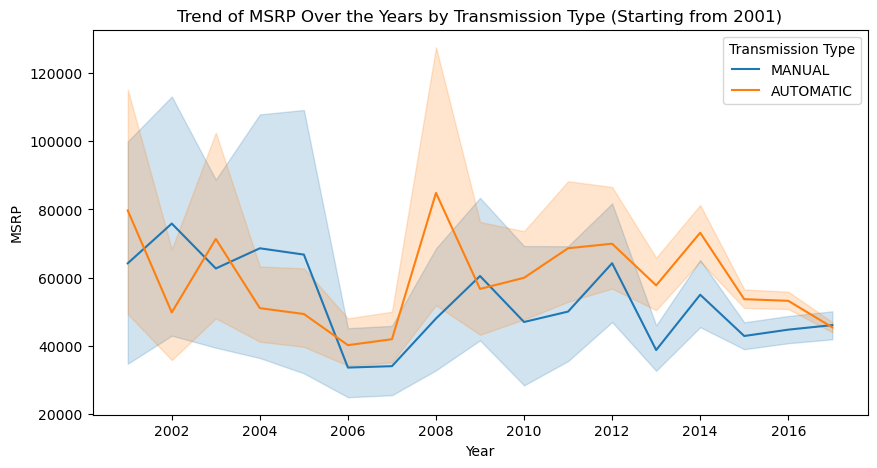 Trend of MSRP Over the Years by Transmission Type (Starting from 2001)
Transmission Type
MANUAL
AUTOMATIC
MSRP
120000
100000
80000
60000
40000
20000
2002 2004 2006 2008 2010 2012 2014 2016
Year